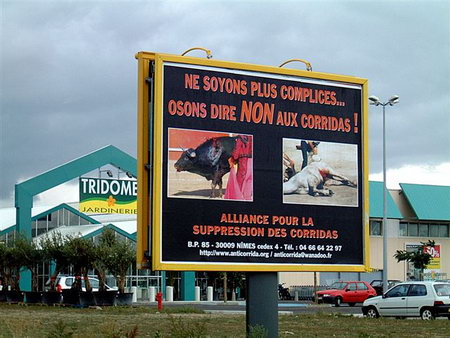 NE SOYONS PLUS COMPLICES...
OSONS DIRE NON AUX CORRIDAS !
ALLIANCE POUR LA
SUPPRESSION DES CORRIDAS
B.P. 85 - 30009 NÎMES cedex 4 - Tél. : 04 66 64 22 97
http://www.anticorrida.org / anticorrida@wanadoo.fr
TRIDOME
JARDINERIE